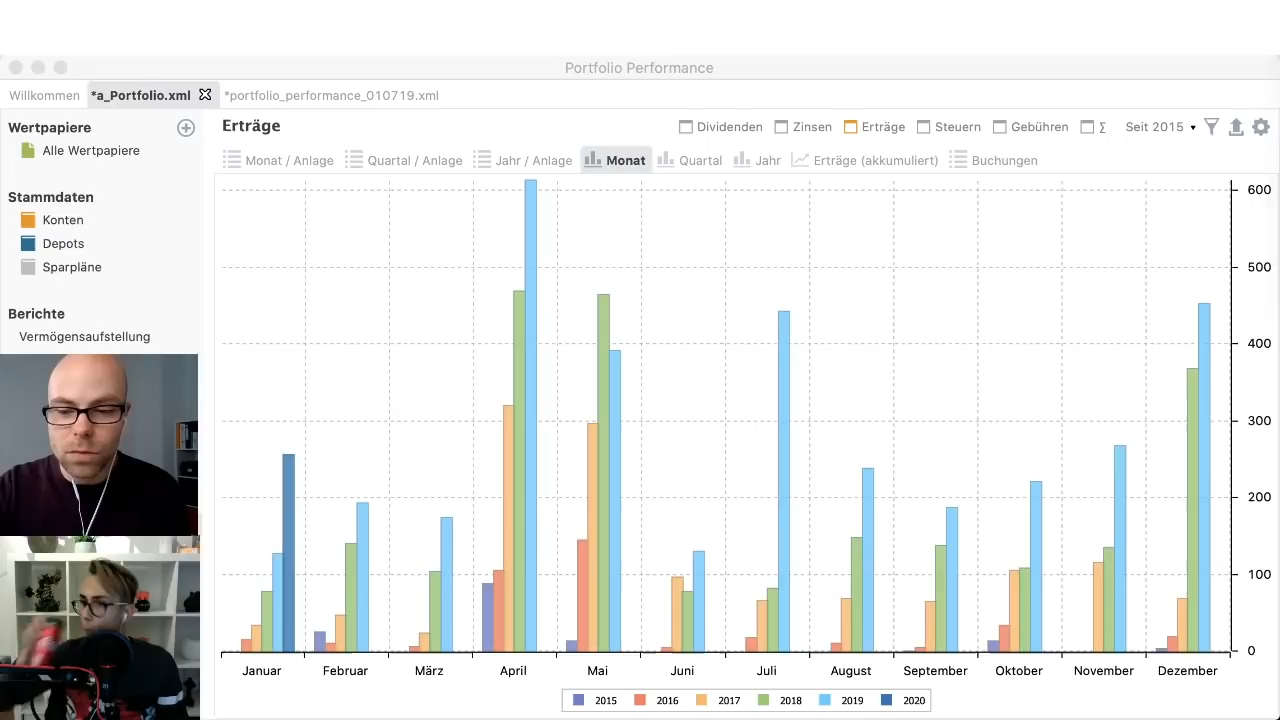 Portfolio Performance
Willkommen *a_Portfolio.xml *portfolio_performance_010719.xml
Wertpapiere
Alle Wertpapiere
Stammdaten
Konten
Depots
Sparpläne
Berichte
Vermögensaufstellung
Erträge
Dividenden Zinsen Erträge Steuern Gebühren Σ Seit 2015
Monat / Anlage Quartal / Anlage Jahr / Anlage Monat Quartal Jahr Erträge (akkumuliert) Buchungen
600
500
400
300
200
100
0
Januar Februar März April Mai Juni Juli August September Oktober November Dezember
2015 2016 2017 2018 2019 2020